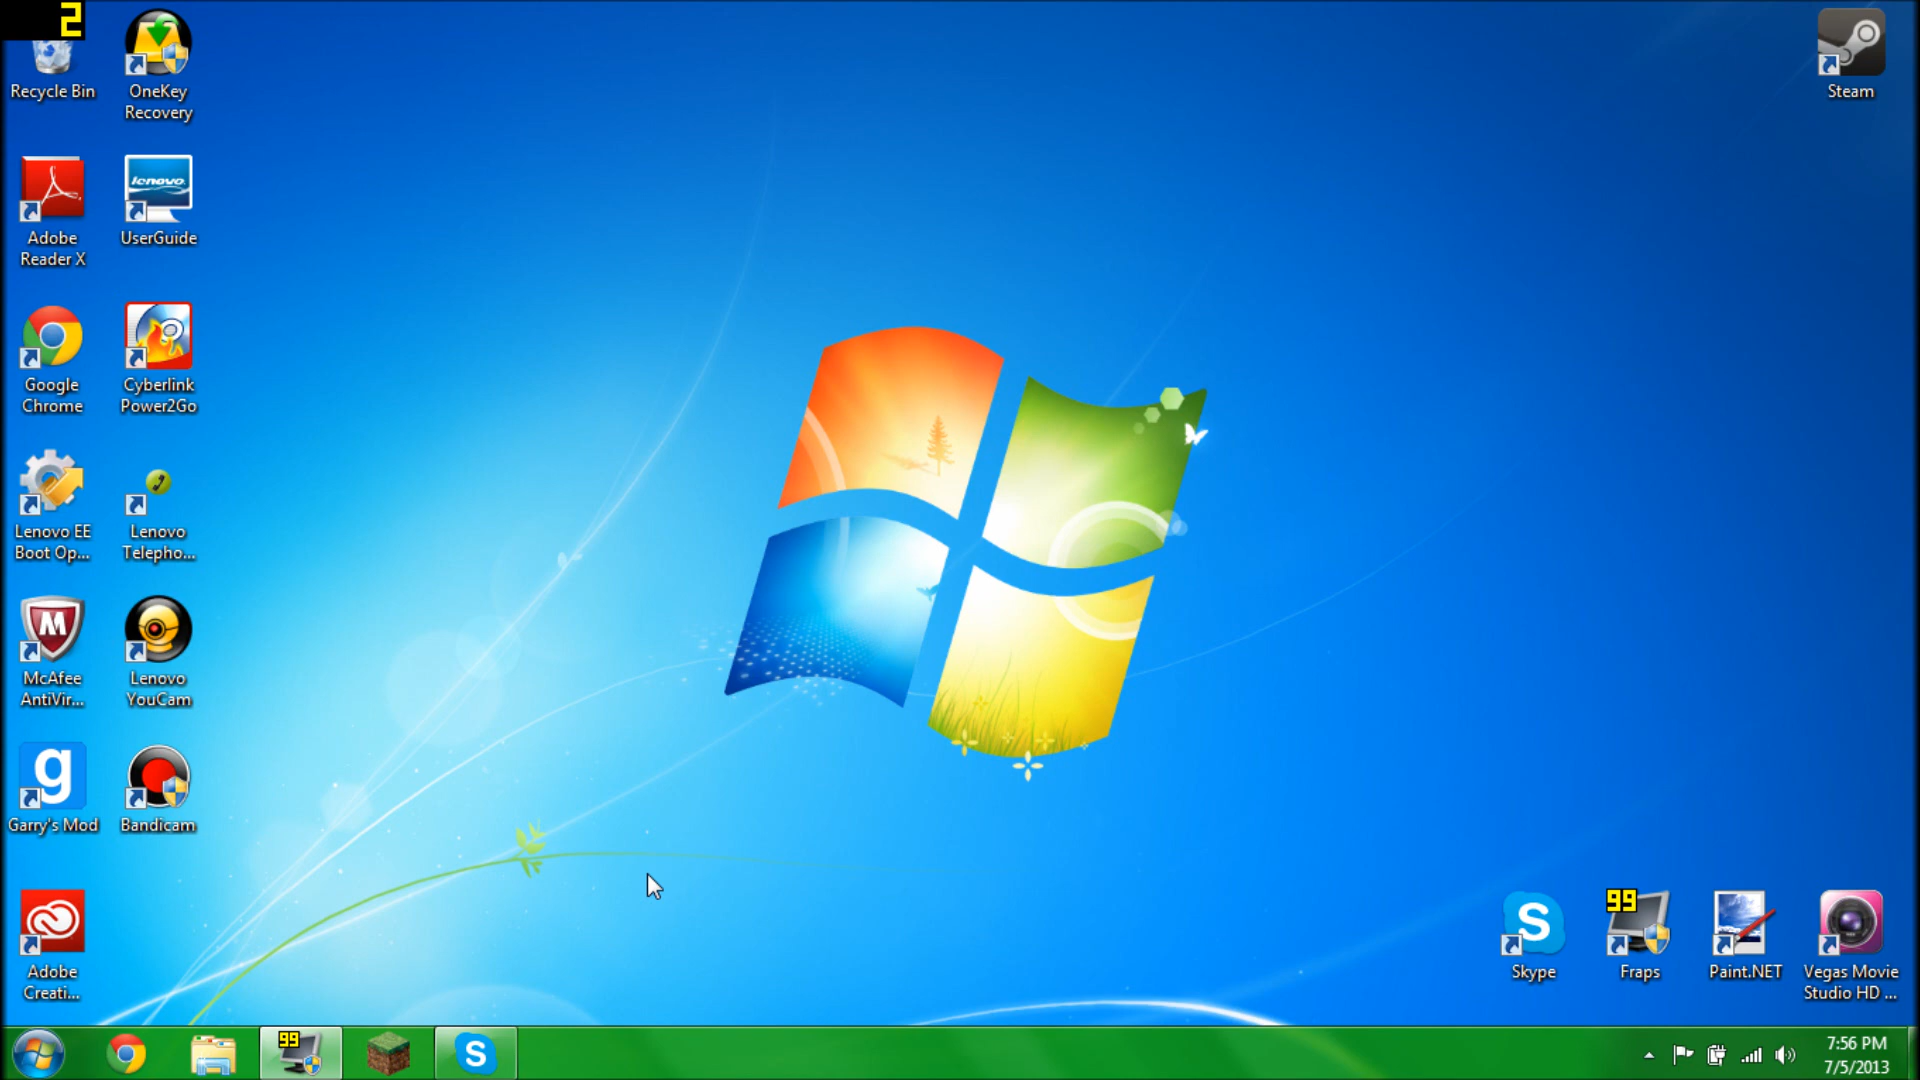 2
Recycle Bin
OneKey
Recovery
Steam
lenovo
Adobe
Reader X
UserGuide
Google
Chrome
Cyberlink
Power2Go
Lenovo EE
Boot Op...
Lenovo
Telepho...
M
McAfee
AntiVir...
Lenovo
YouCam
g
Garry's Mod
Bandicam
Adobe
Creati...
S
99
Skype
Fraps
Paint.NET
Vegas Movie
Studio HD ...
99
S
7:56 PM
7/5/2013